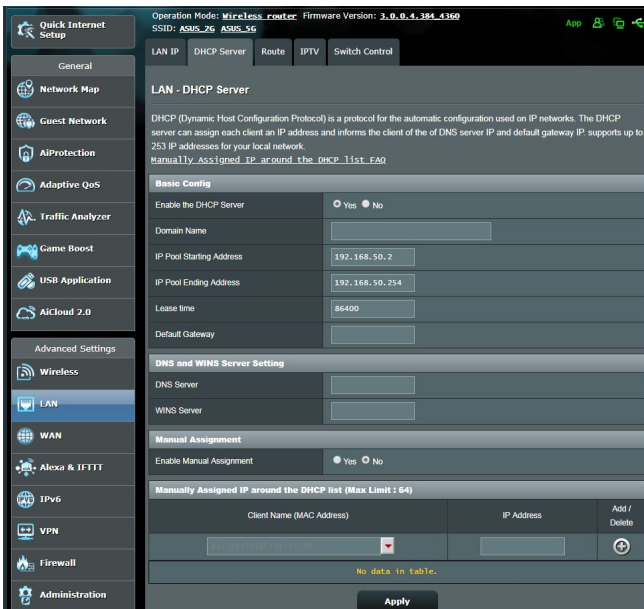 Quick Internet
Setup
Operation Mode: Wireless router Firmware Version: 3.0.0.4.384_4360
SSID: ASUS_2G ASUS_5G
App
LAN IP
DHCP Server
Route
IPTV
Switch Control
General
Network Map
Guest Network
AiProtection
Adaptive QoS
Traffic Analyzer
Game Boost
USB Application
AiCloud 2.0
Advanced Settings
Wireless
LAN
WAN
Alexa & IFTTT
IPv6
VPN
Firewall
Administration
LAN - DHCP Server
DHCP (Dynamic Host Configuration Protocol) is a protocol for the automatic configuration used on IP networks. The DHCP
server can assign each client an IP address and informs the client of the of DNS server IP and default gateway IP. supports up to
253 IP addresses for your local network.
Manually Assigned IP around the DHCP list FAQ
Basic Config
Enable the DHCP Server Yes No
Domain Name
IP Pool Starting Address 192.168.50.2
IP Pool Ending Address 192.168.50.254
Lease time 86400
Default Gateway
DNS and WINS Server Setting
DNS Server
WINS Server
Manual Assignment
Enable Manual Assignment Yes No
Manually Assigned IP around the DHCP list (Max Limit : 64)
Client Name (MAC Address) IP Address Add /
Delete
No data in table.
Apply